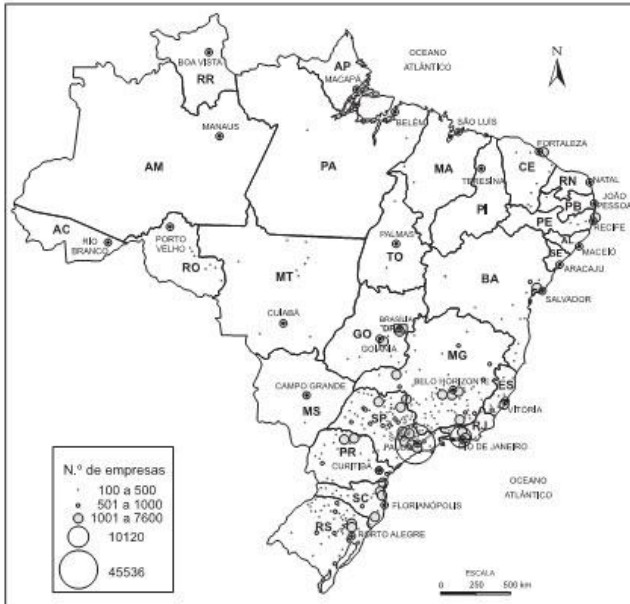 OCEANO
ATLÂNTICO
N
BOA VISTA
RR
AP
MACAPÁ
MANAUS
BELÉM
SÃO LUÍS
FORTALEZA
AM
PA
MA
TERESINA
CE
RN
NATAL
PB
JOÃO
PESSOA
PI
PE
RECIFE
AC
RIO
BRANCO
PORTO
VELHO
RO
PALMAS
TO
AL
MACEIÓ
SE
ARACAJU
MT
BA
SALVADOR
CUIABÁ
BRASÍLIA
DF
GO
GOIÂNIA
MG
BELO HORIZONTE
ES
VITÓRIA
CAMPO GRANDE
MS
SP
RJ
RIO DE JANEIRO
PR
CURITIBA
SC
FLORIANÓPOLIS
RS
PORTO ALEGRE
OCEANO
ATLÂNTICO
N.º de empresas
100 a 500
501 a 1000
1001 a 7600
10120
45536
ESCALA
0 250 500 km